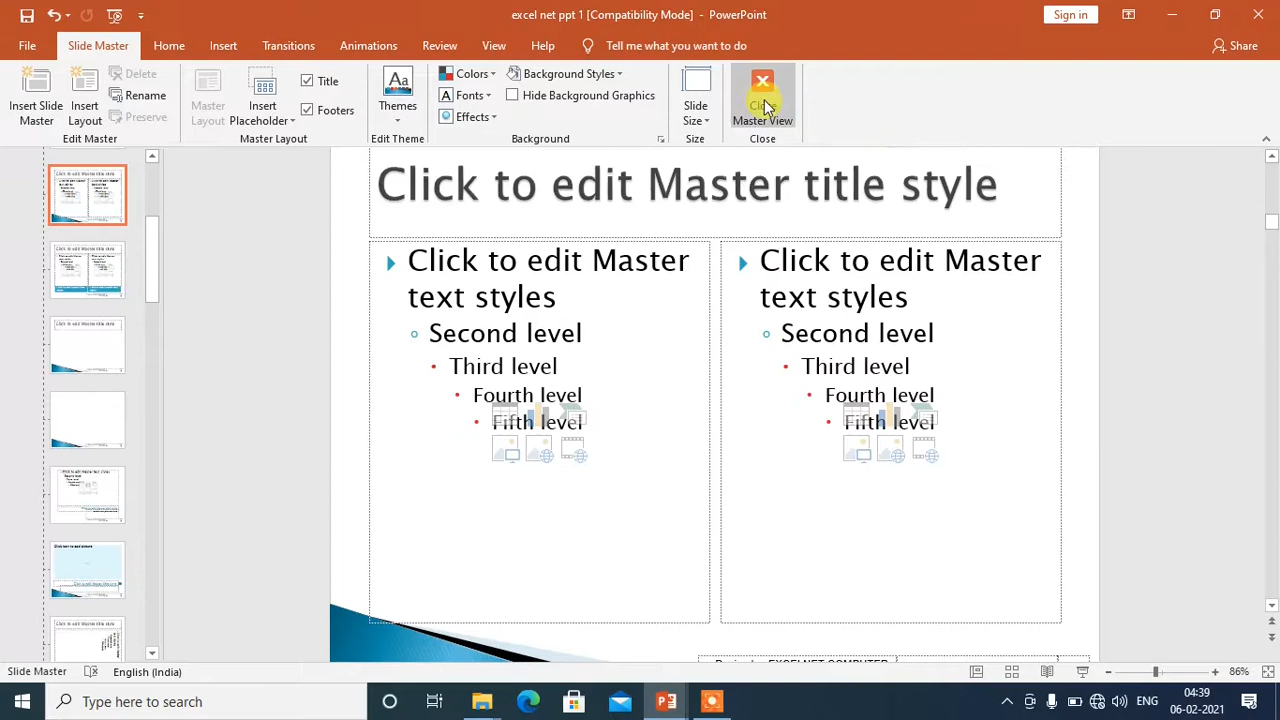 excel net ppt 1 [Compatibility Mode] - PowerPoint
Sign in
File Slide Master Home Insert Transitions Animations Review View Help Tell me what you want to do Share
Insert Slide Master
Insert Layout
Delete
Rename
Preserve
Edit Master
Master Layout
Insert Placeholder
Title
Footers
Master Layout
Themes
Edit Theme
Colors
Fonts
Effects
Background Styles
Hide Background Graphics
Background
Slide Size
Size
Close Master View
Close
Click to edit Master title style
Click to edit Master
text styles
Second level
Third level
Fourth level
Fifth level
Click to edit Master
text styles
Second level
Third level
Fourth level
Fifth level
Slide Master English (India) 86%
Type here to search
ENG
04:39
06-02-2021